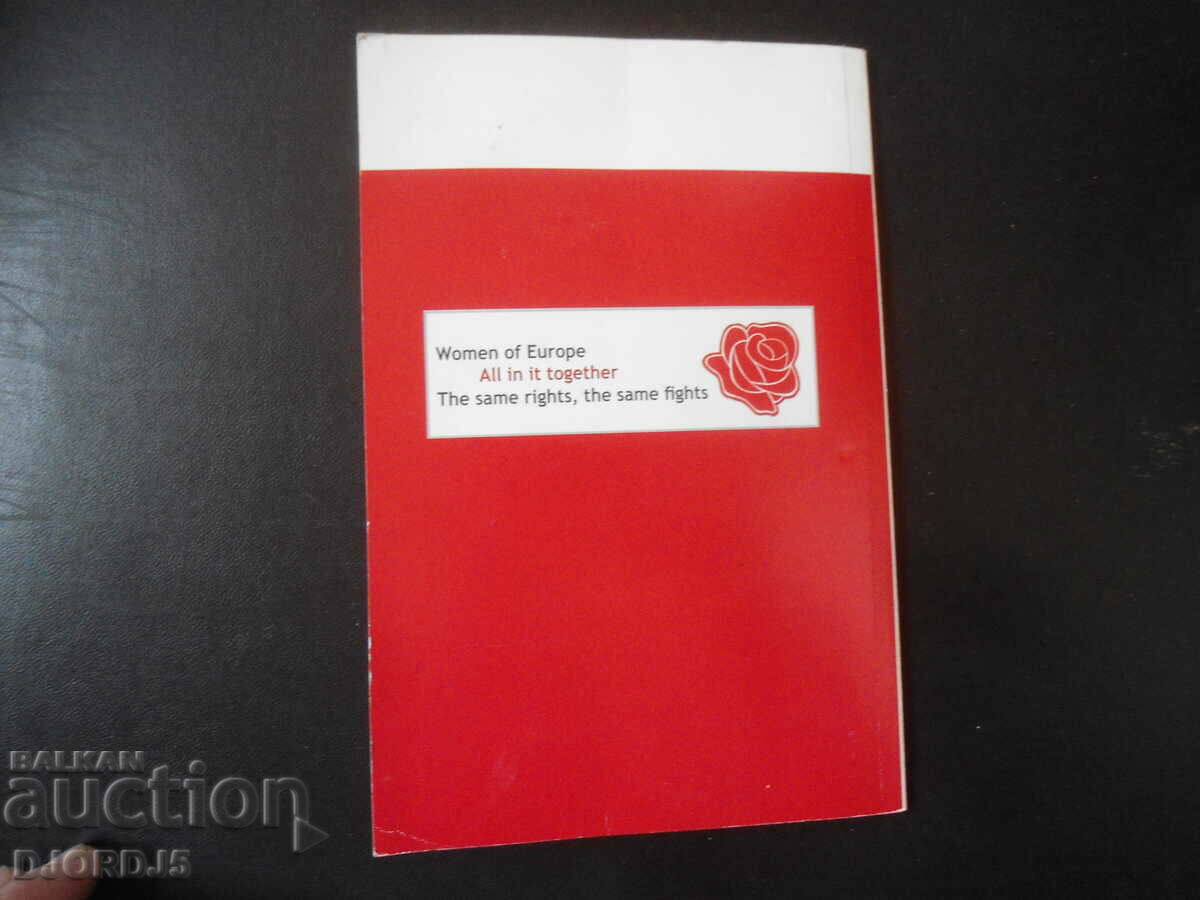 Women of Europe
All in it together
The same rights, the same fights
BALKAN
auction
DJORDJ5